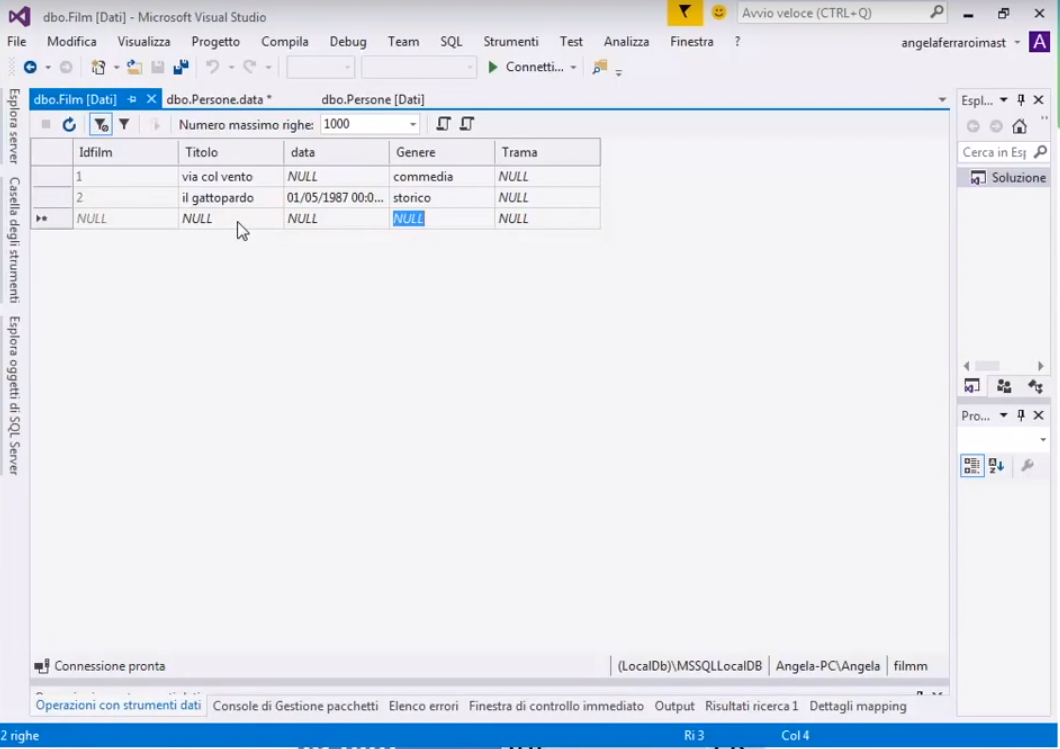 dbo.Film [Dati] - Microsoft Visual Studio
Avvio veloce (CTRL+Q)
File Modifica Visualizza Progetto Compila Debug Team SQL Strumenti Test Analizza Finestra ?
angelaferraroimast A
Connetti...
dbo.Film [Dati] dbo.Persone.data * dbo.Persone [Dati]
Numero massimo righe: 1000
Idfilm Titolo data Genere Trama
1 via col vento NULL commedia NULL
2 il gattopardo 01/05/1987 00:0... storico NULL
NULL NULL NULL NULL NULL
Esplora server
Casella degli strumenti
Esplora oggetti di SQL Server
Espl...
Cerca in Esp
Soluzione
Pro...
Connessione pronta
(LocalDb)\MSSQLLocalDB Angela-PC\Angela filmm
Operazioni con strumenti dati Console di Gestione pacchetti Elenco errori Finestra di controllo immediato Output Risultati ricerca 1 Dettagli mapping
2 righe Ri 3 Col 4